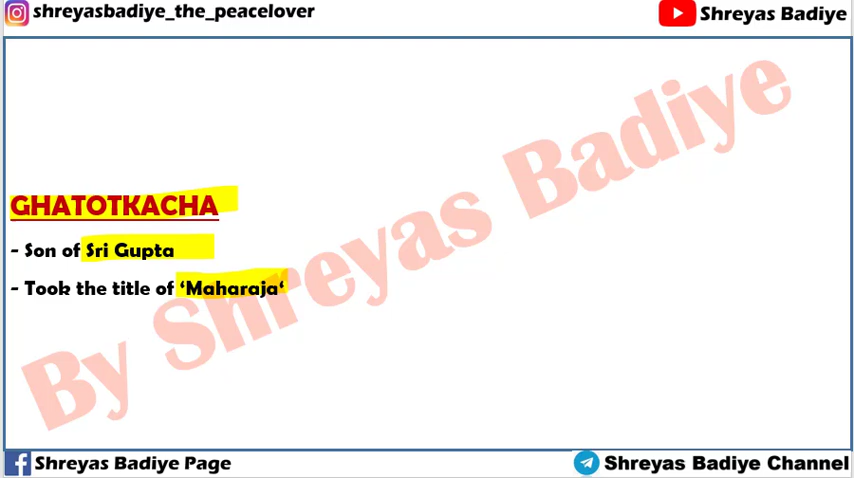 shreyasbadiye_the_peacelover
Shreyas Badiye
By Shreyas Badiye
GHATOTKACHA
- Son of Sri Gupta
- Took the title of ‘Maharaja‘
Shreyas Badiye Page
Shreyas Badiye Channel